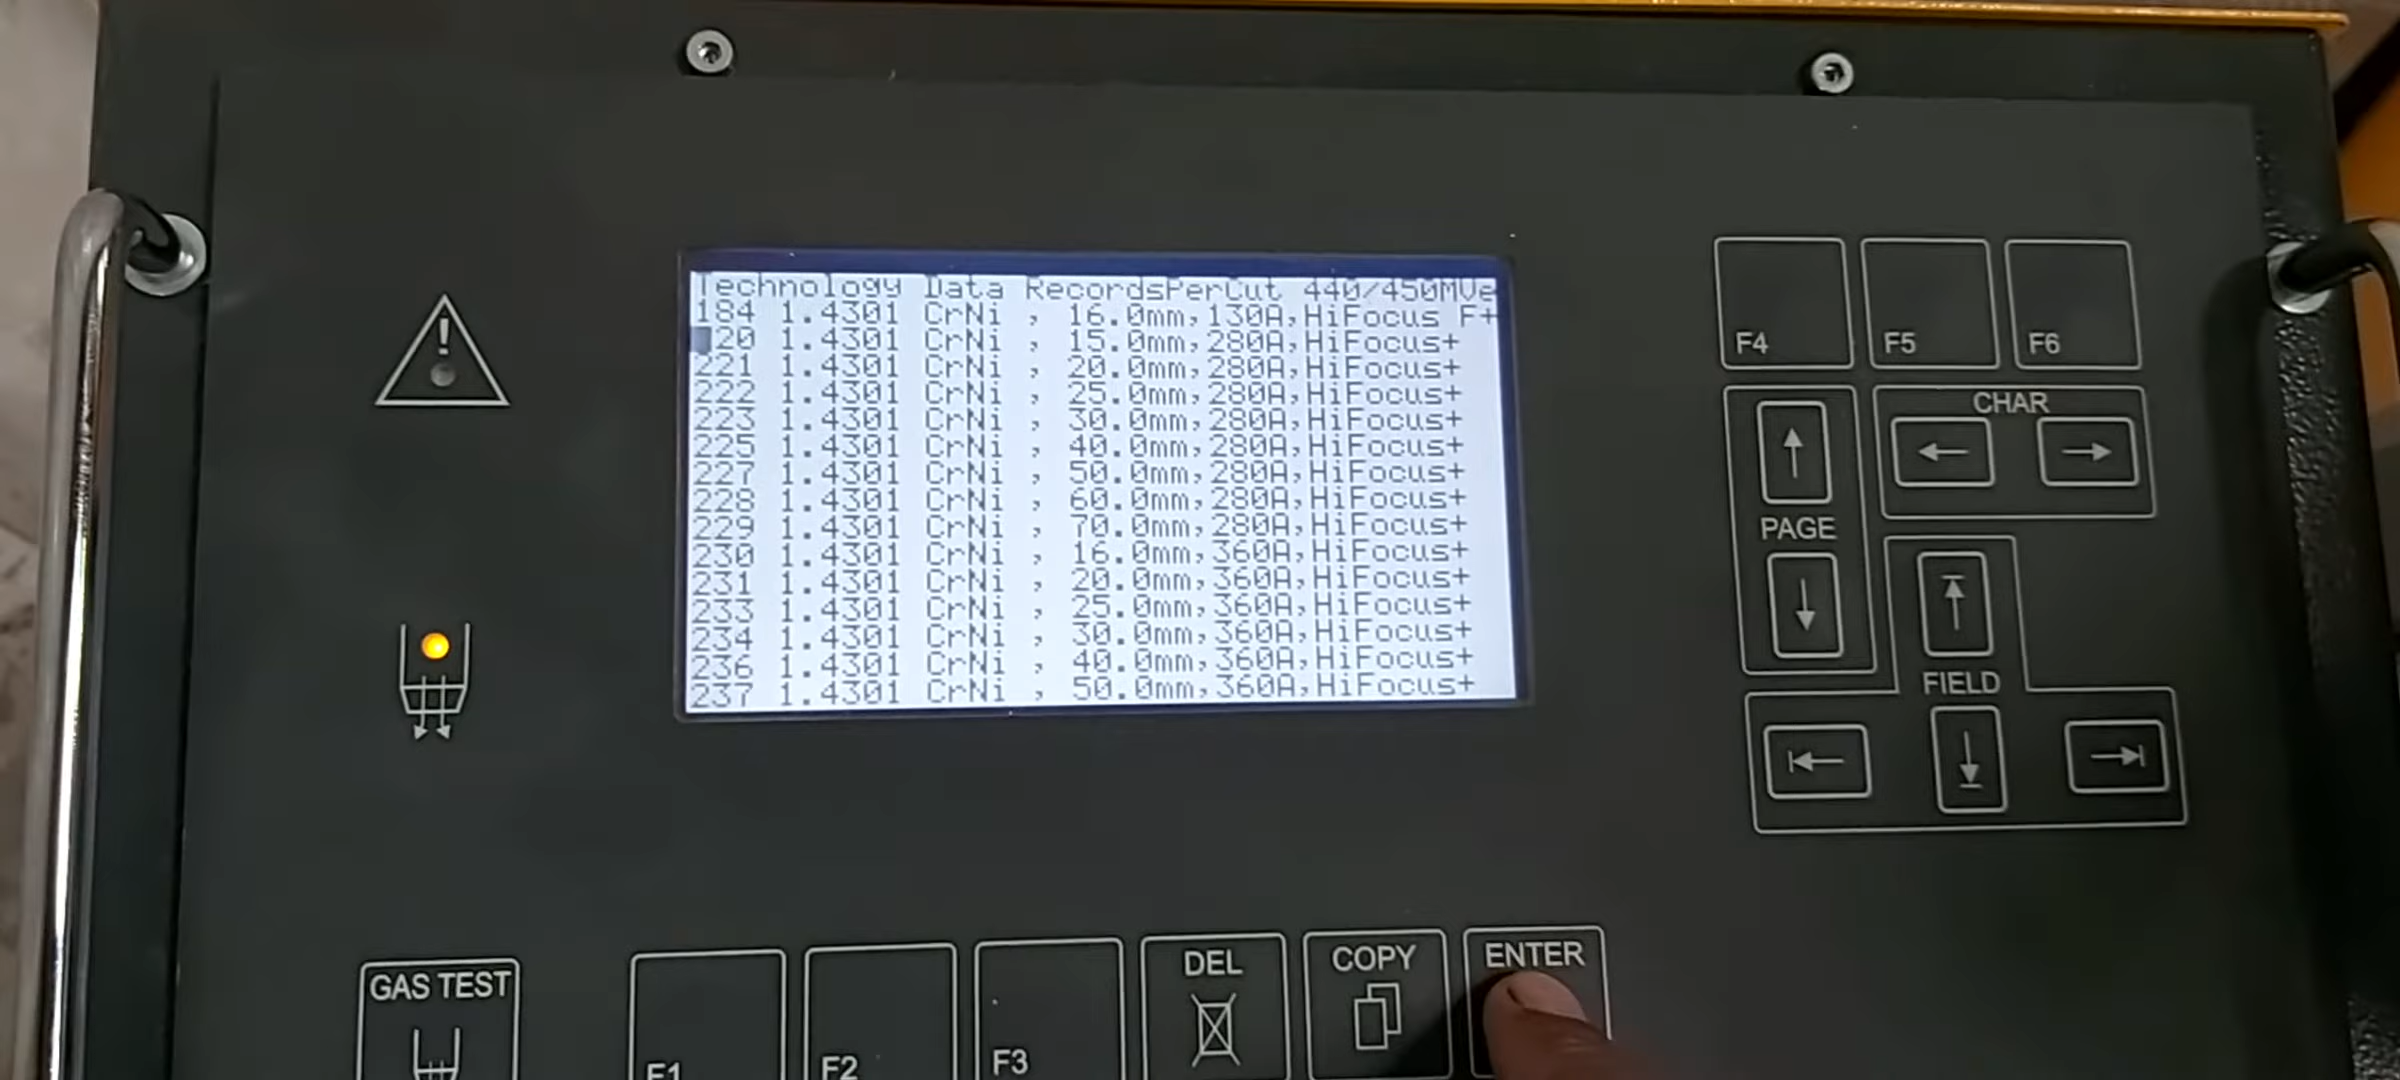 Technology Data RecordsPerCut 440/450MVe
184 1.4301 CrNi , 16.0mm,130A,HiFocus F+
20 1.4301 CrNi , 15.0mm,280A,HiFocus+
221 1.4301 CrNi , 20.0mm,280A,HiFocus+
222 1.4301 CrNi , 25.0mm,280A,HiFocus+
223 1.4301 CrNi , 30.0mm,280A,HiFocus+
225 1.4301 CrNi , 40.0mm,280A,HiFocus+
227 1.4301 CrNi , 50.0mm,280A,HiFocus+
228 1.4301 CrNi , 60.0mm,280A,HiFocus+
229 1.4301 CrNi , 70.0mm,280A,HiFocus+
230 1.4301 CrNi , 16.0mm,360A,HiFocus+
231 1.4301 CrNi , 20.0mm,360A,HiFocus+
233 1.4301 CrNi , 25.0mm,360A,HiFocus+
234 1.4301 CrNi , 30.0mm,360A,HiFocus+
236 1.4301 CrNi , 40.0mm,360A,HiFocus+
237 1.4301 CrNi , 50.0mm,360A,HiFocus+
F4
F5
F6
CHAR
PAGE
FIELD
GAS TEST
F1
F2
F3
DEL
COPY
ENTER